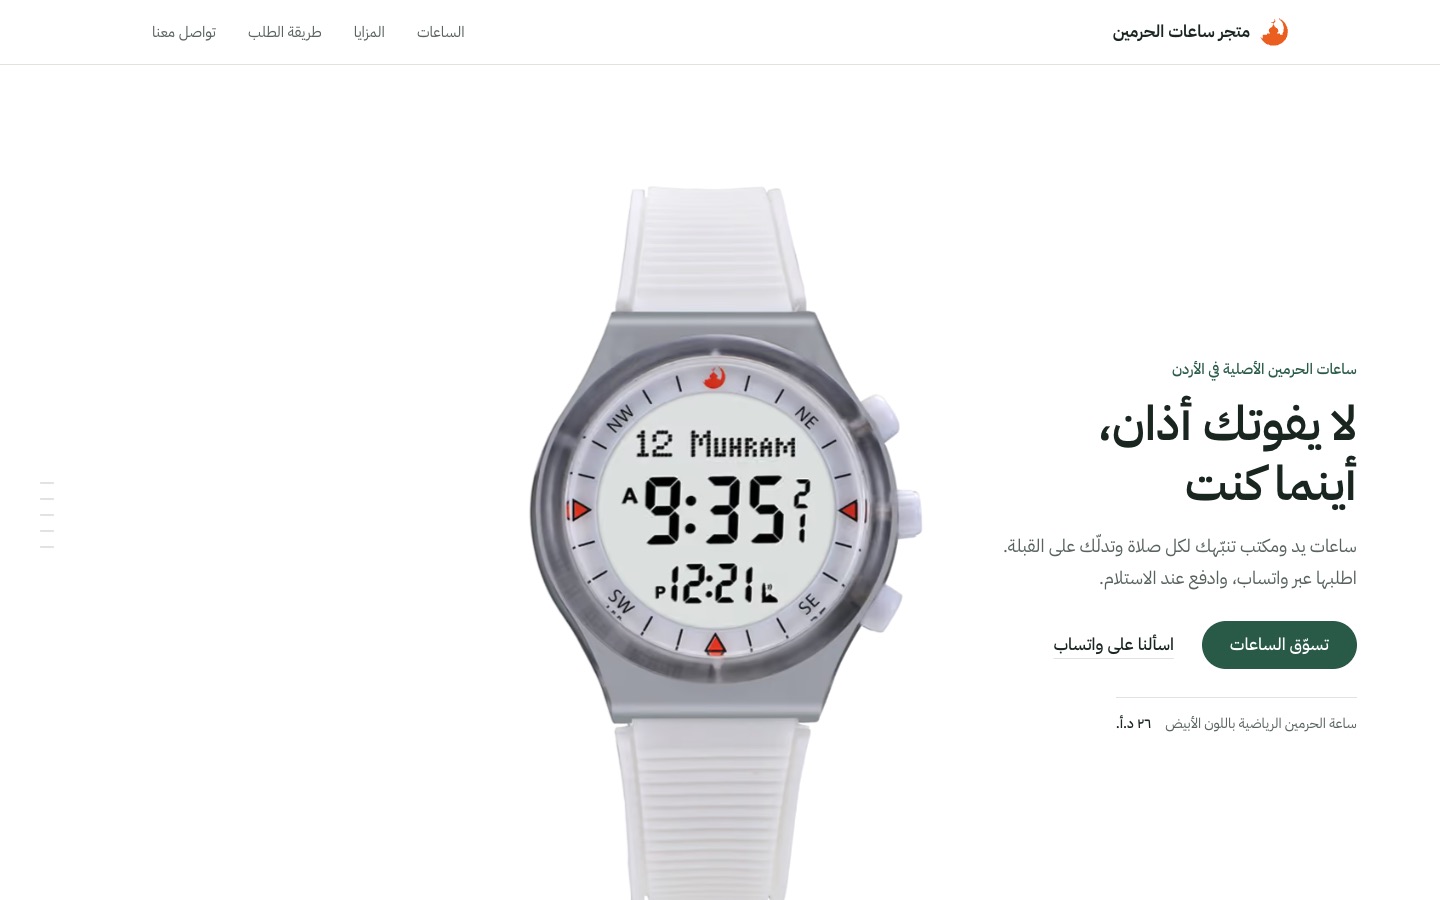 متجر ساعات الحرمين
الساعات
المزايا
طريقة الطلب
تواصل معنا
ساعات الحرمين الأصلية في الأردن
لا يفوتك أذان،
أينما كنت
ساعات يد ومكتب تنبّهك لكل صلاة وتدلّك على القبلة.
اطلبها عبر واتساب، وادفع عند الاستلام.
تسوّق الساعات
اسألنا على واتساب
ساعة الحرمين الرياضية باللون الأبيض
٢٦ د.أ.
NW
NE
12 MUHRAM
A 9:35 21
P 12:21
SW
SE